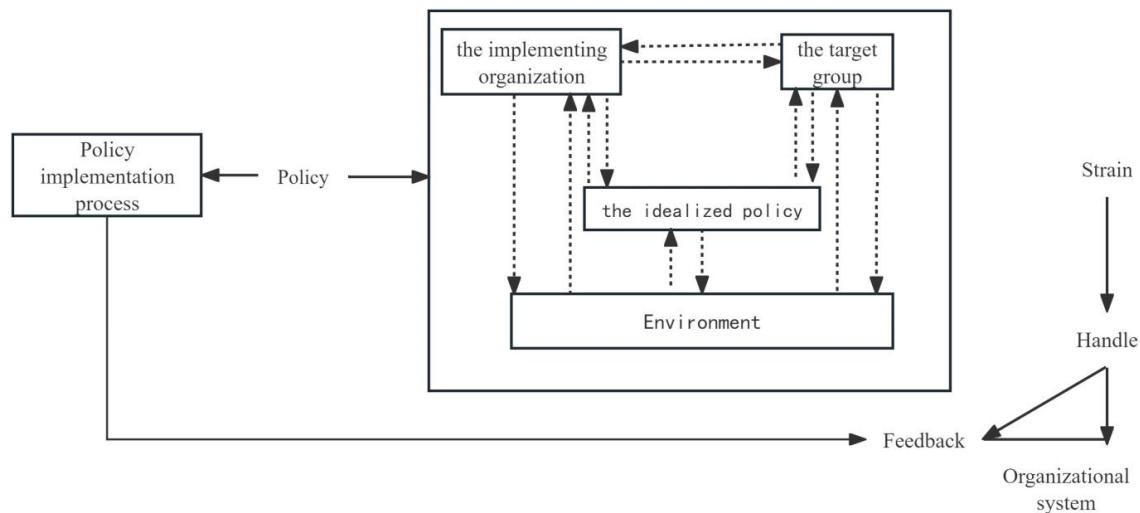 the implementing
organization
the target
group
Policy
implementation
process
Policy
Strain
the idealized policy
Environment
Handle
Feedback
Organizational
system